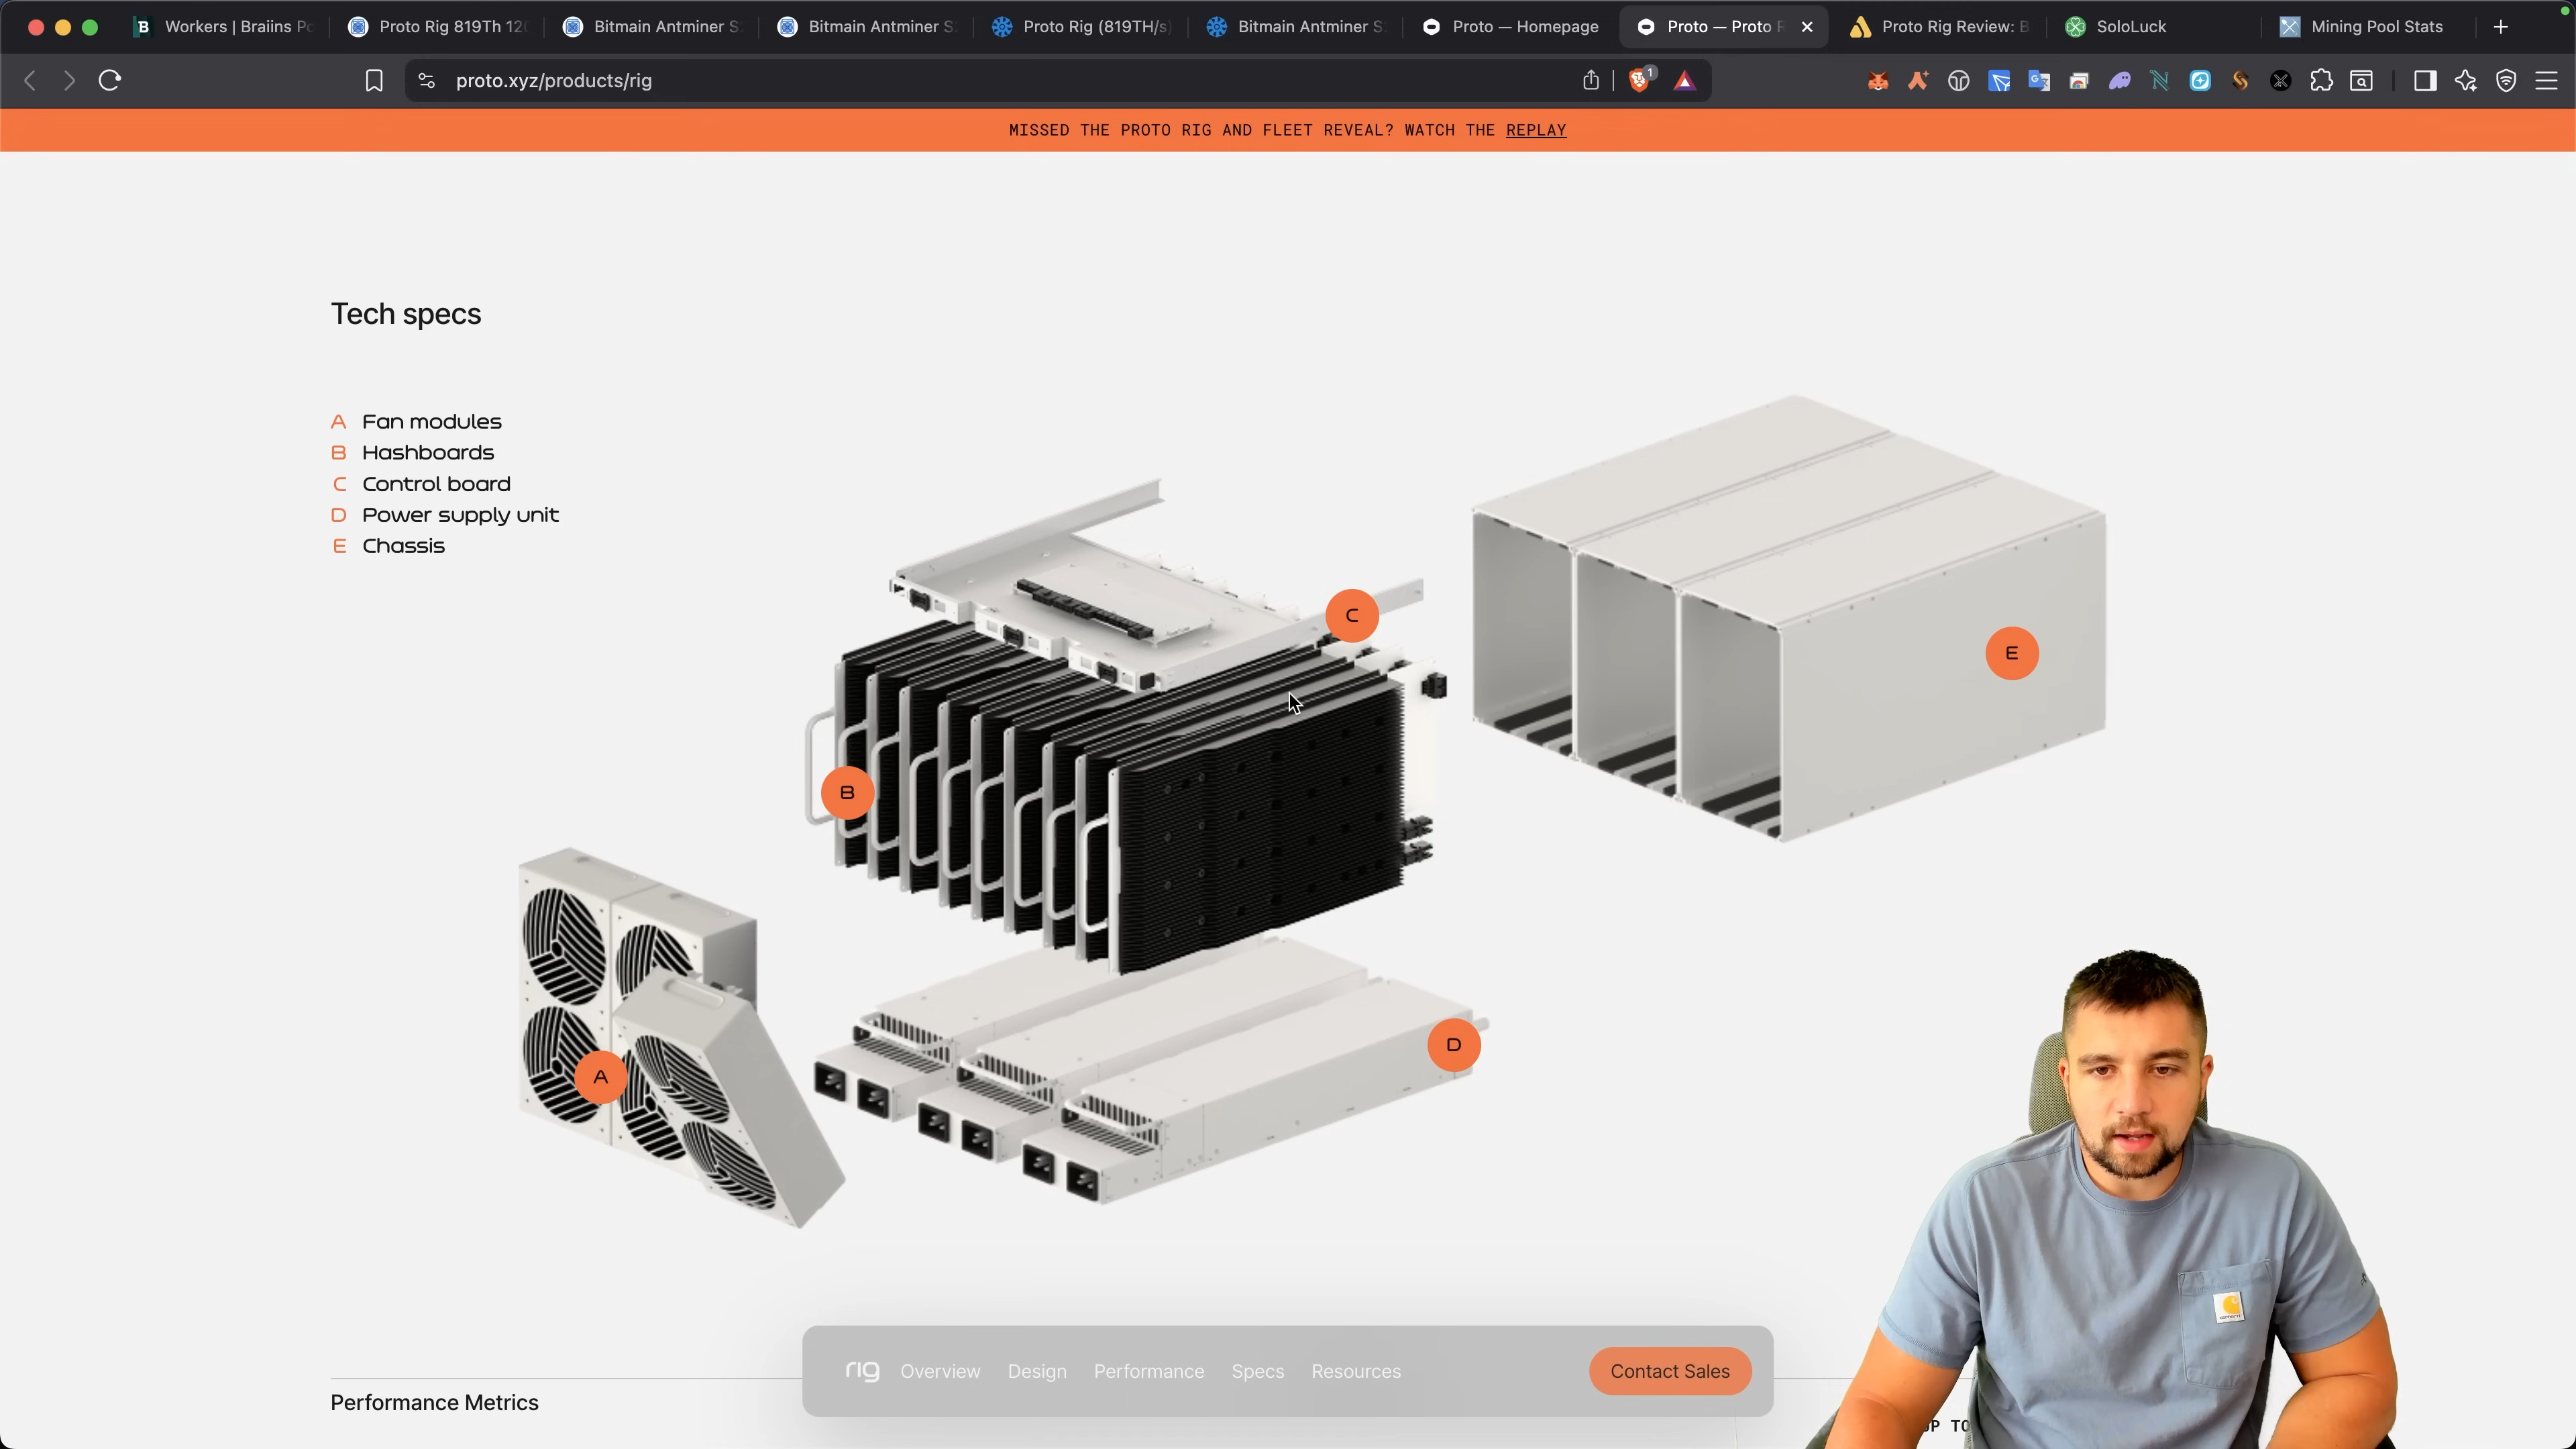 Workers | Braiins Po
Proto Rig 819Th 120
Bitmain Antminer S
Bitmain Antminer S
Proto Rig (819TH/s)
Bitmain Antminer S
Proto — Homepage
Proto — Proto R
Proto Rig Review: B
SoloLuck
Mining Pool Stats
proto.xyz/products/rig
1
MISSED THE PROTO RIG AND FLEET REVEAL? WATCH THE REPLAY
Tech specs
A Fan modules
B Hashboards
C Control board
D Power supply unit
E Chassis
C
E
B
D
A
rig Overview Design Performance Specs Resources Contact Sales
Performance Metrics